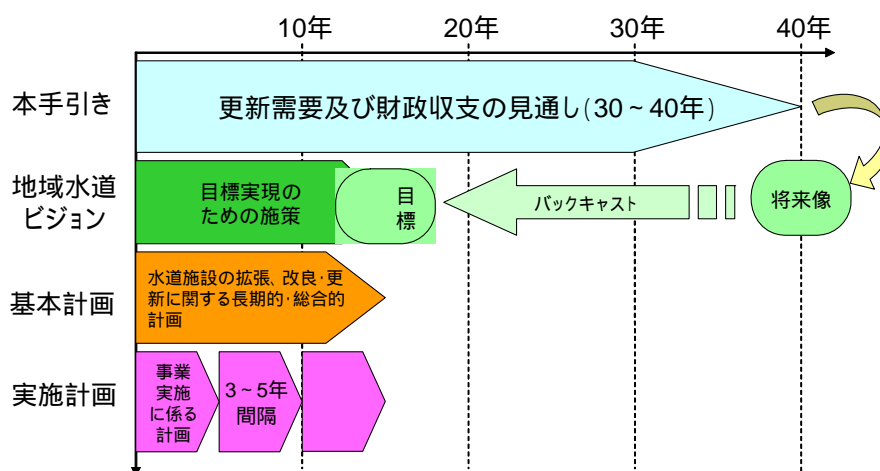 10年
20年
30年
40年
本手引き
更新需要及び財政収支の見通し(30~40年)
地域水道
ビジョン
目標実現の
ための施策
目
標
バックキャスト
将来像
基本計画
水道施設の拡張、改良・更
新に関する長期的・総合的
計画
実施計画
事業
実施
に係る
計画
3~5年
間隔